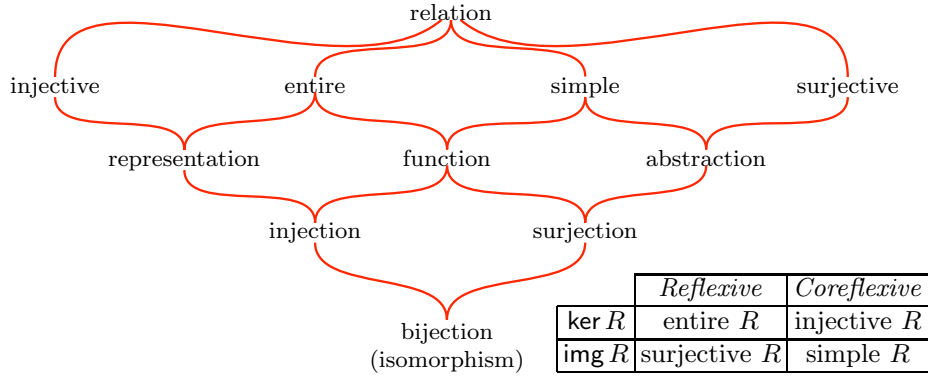 relation
injective entire simple surjective
representation function abstraction
injection surjection
bijection
(isomorphism)
Reflexive Coreflexive
ker R entire R injective R
img R surjective R simple R